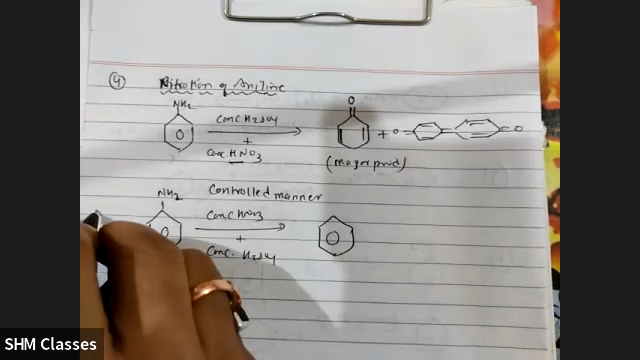 4 Nitration of Aniline
NH2
Conc H2SO4
+
Conc. HNO3
O
+ O O
(major prod)
NH2 Controlled manner
Conc HNO3
+
Conc. H2SO4
SHM Classes